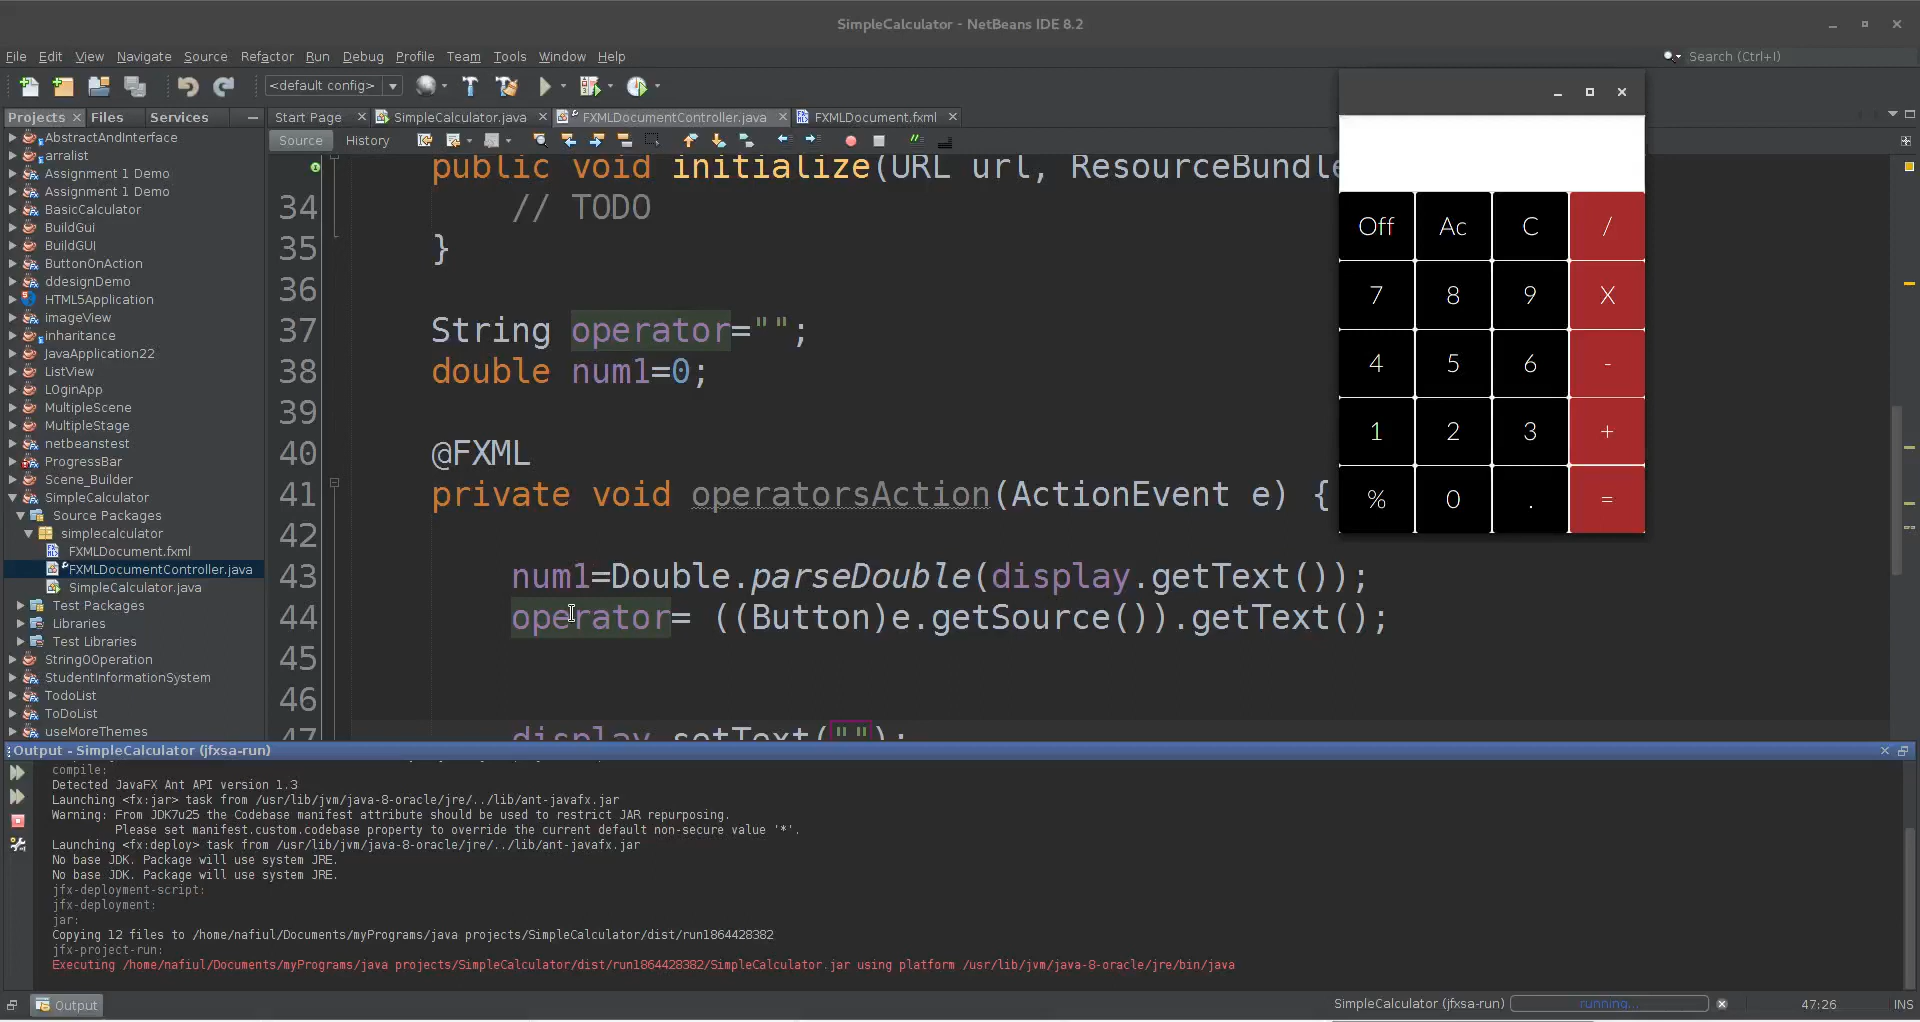 SimpleCalculator - NetBeans IDE 8.2
File Edit View Navigate Source Refactor Run Debug Profile Team Tools Window Help
Search (Ctrl+I)
<default config>
Projects Files Services
Start Page SimpleCalculator.java FXMLDocumentController.java FXMLDocument.fxml
Source History
AbstractAndInterface
arralist
Assignment 1 Demo
Assignment 1 Demo
BasicCalculator
BuildGui
BuildGUI
ButtonOnAction
ddesignDemo
HTML5Application
imageView
inheritance
JavaApplication22
ListView
LOginApp
MultipleScene
MultipleStage
netbeanstest
ProgressBar
Scene_Builder
SimpleCalculator
Source Packages
simplecalculator
FXMLDocument.fxml
FXMLDocumentController.java
SimpleCalculator.java
Test Packages
Libraries
Test Libraries
StringOOperation
StudentInformationSystem
TodoList
ToDoList
useMoreThemes
public void initialize(URL url, ResourceBundle
34 // TODO
35 }
36
37 String operator="";
38 double num1=0;
39
40 @FXML
41 private void operatorsAction(ActionEvent e) {
42
43 num1=Double.parseDouble(display.getText());
44 operator= ((Button)e.getSource()).getText();
45
46
47 display.setText("");
Off Ac C /
7 8 9 X
4 5 6 -
1 2 3 +
% 0 . =
Output - SimpleCalculator (jfxsa-run)
compile:
Detected JavaFX Ant API version 1.3
Launching <fx:jar> task from /usr/lib/jvm/java-8-oracle/jre/../lib/ant-javafx.jar
Warning: From JDK7u25 the Codebase manifest attribute should be used to restrict JAR repurposing.
Please set manifest.custom.codebase property to override the current default non-secure value '*'.
Launching <fx:deploy> task from /usr/lib/jvm/java-8-oracle/jre/../lib/ant-javafx.jar
No base JDK. Package will use system JRE.
No base JDK. Package will use system JRE.
jfx-deployment-script:
jfx-deployment:
jar:
Copying 12 files to /home/nafiul/Documents/myPrograms/java projects/SimpleCalculator/dist/run1864428382
jfx-project-run:
Executing /home/nafiul/Documents/myPrograms/java projects/SimpleCalculator/dist/run1864428382/SimpleCalculator.jar using platform /usr/lib/jvm/java-8-oracle/jre/bin/java
Output
SimpleCalculator (jfxsa-run) running... 47:26 INS